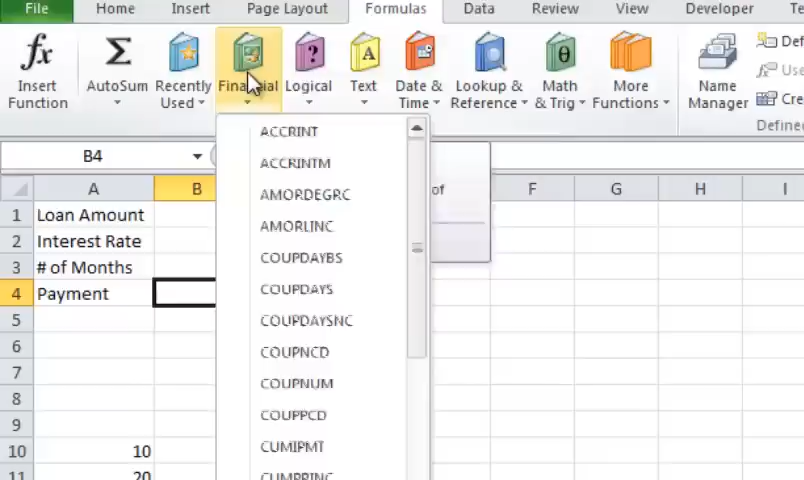 File Home Insert Page Layout Formulas Data Review View Developer
fx Σ ? A θ
Insert Function
AutoSum
Recently Used
Financial
Logical
Text
Date & Time
Lookup & Reference
Math & Trig
More Functions
Name Manager
B4
of
A B F G H I
1 Loan Amount
2 Interest Rate
3 # of Months
4 Payment
5
6
7
8
9
10 10
11 20
ACCRINT
ACCRINTM
AMORDEGRC
AMORLINC
COUPDAYBS
COUPDAYS
COUPDAYSNC
COUPNCD
COUPNUM
COUPPCD
CUMIPMT
CUMPRINC